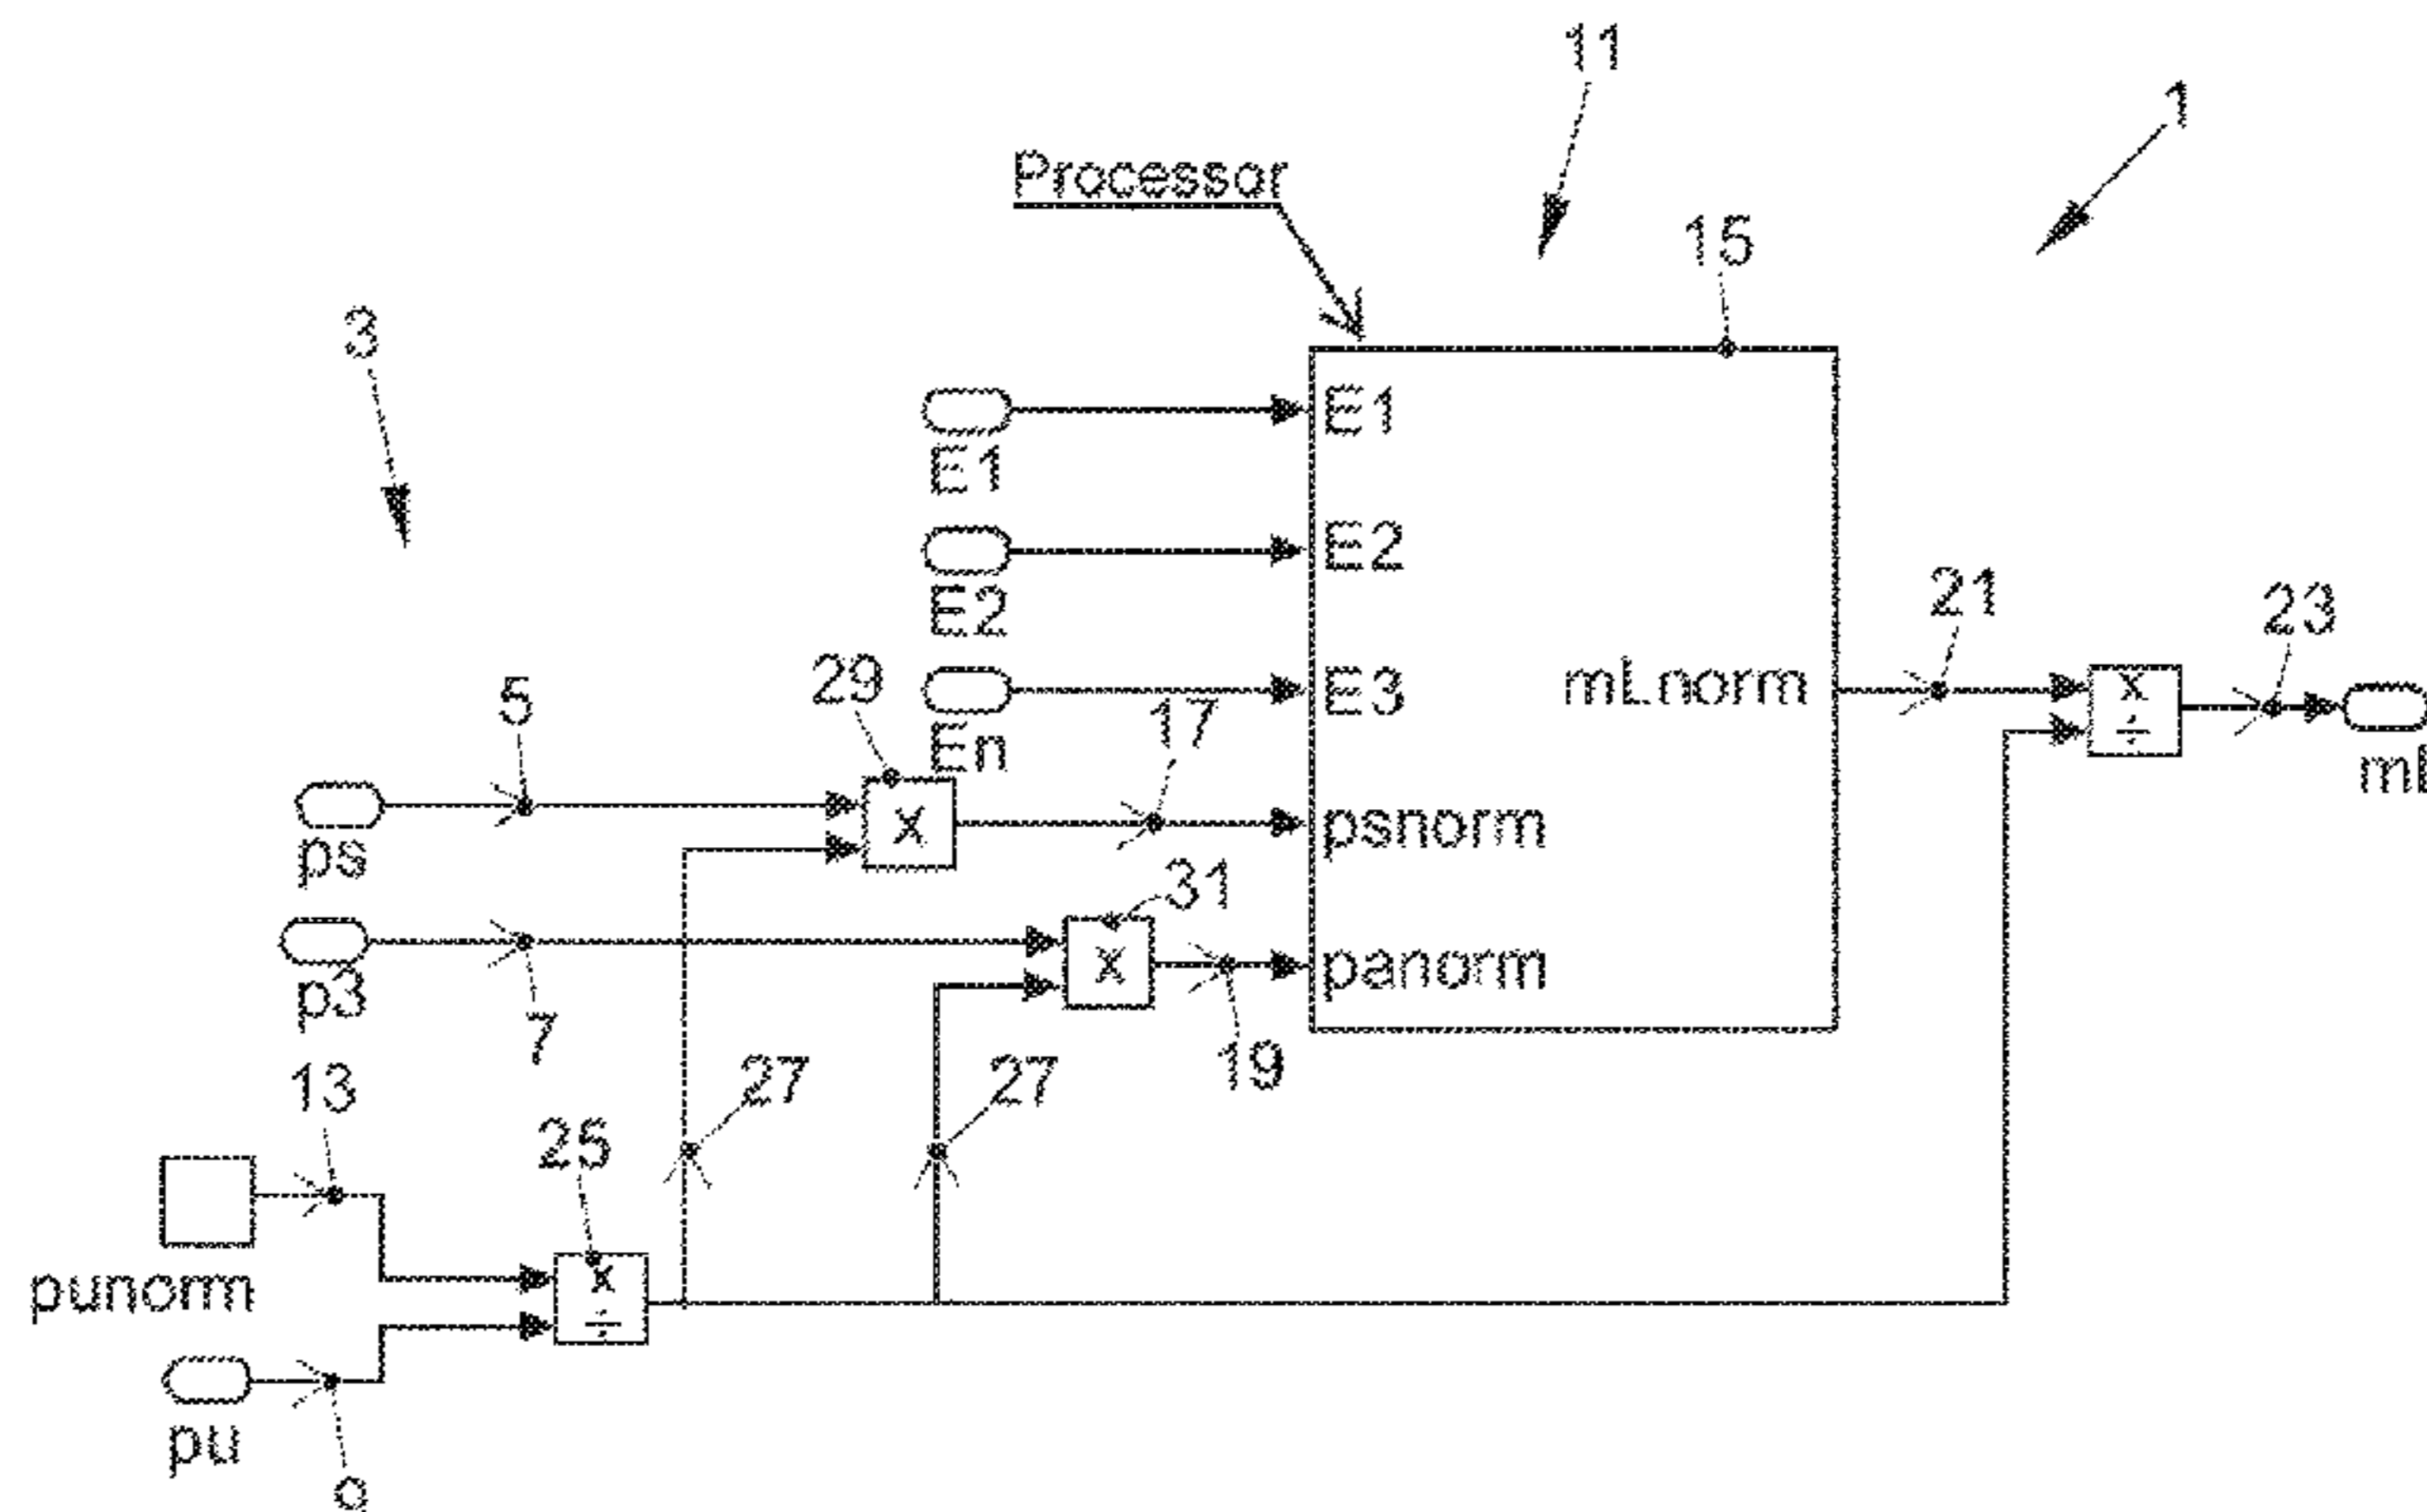 11
1
Processor
15
3
E1
E1
E2
E2
21
23
29
E3
mLnorm
x
÷
5
En
17
ps
x
psnorm
31
p3
x
panorm
7
19
13
27
27
25
punorm
x
÷
pu